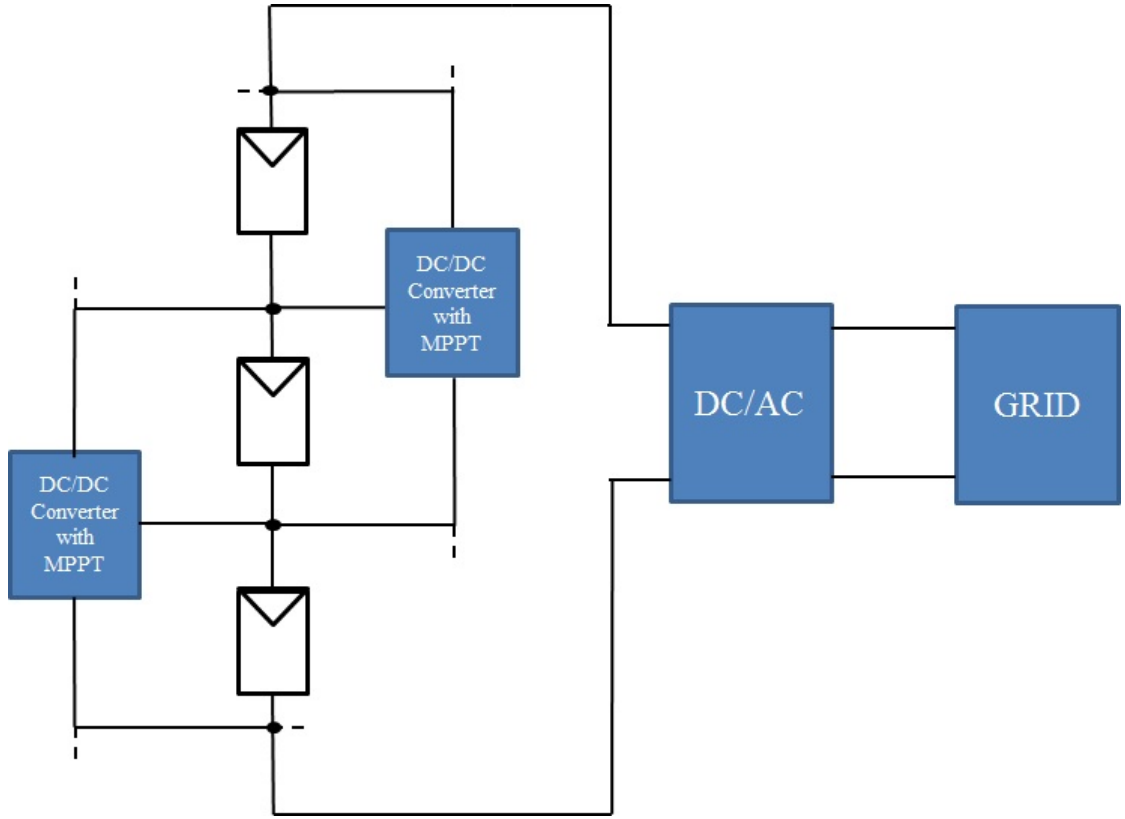 DC/DC
Converter
with
MPPT
DC/AC
GRID
DC/DC
Converter
with
MPPT